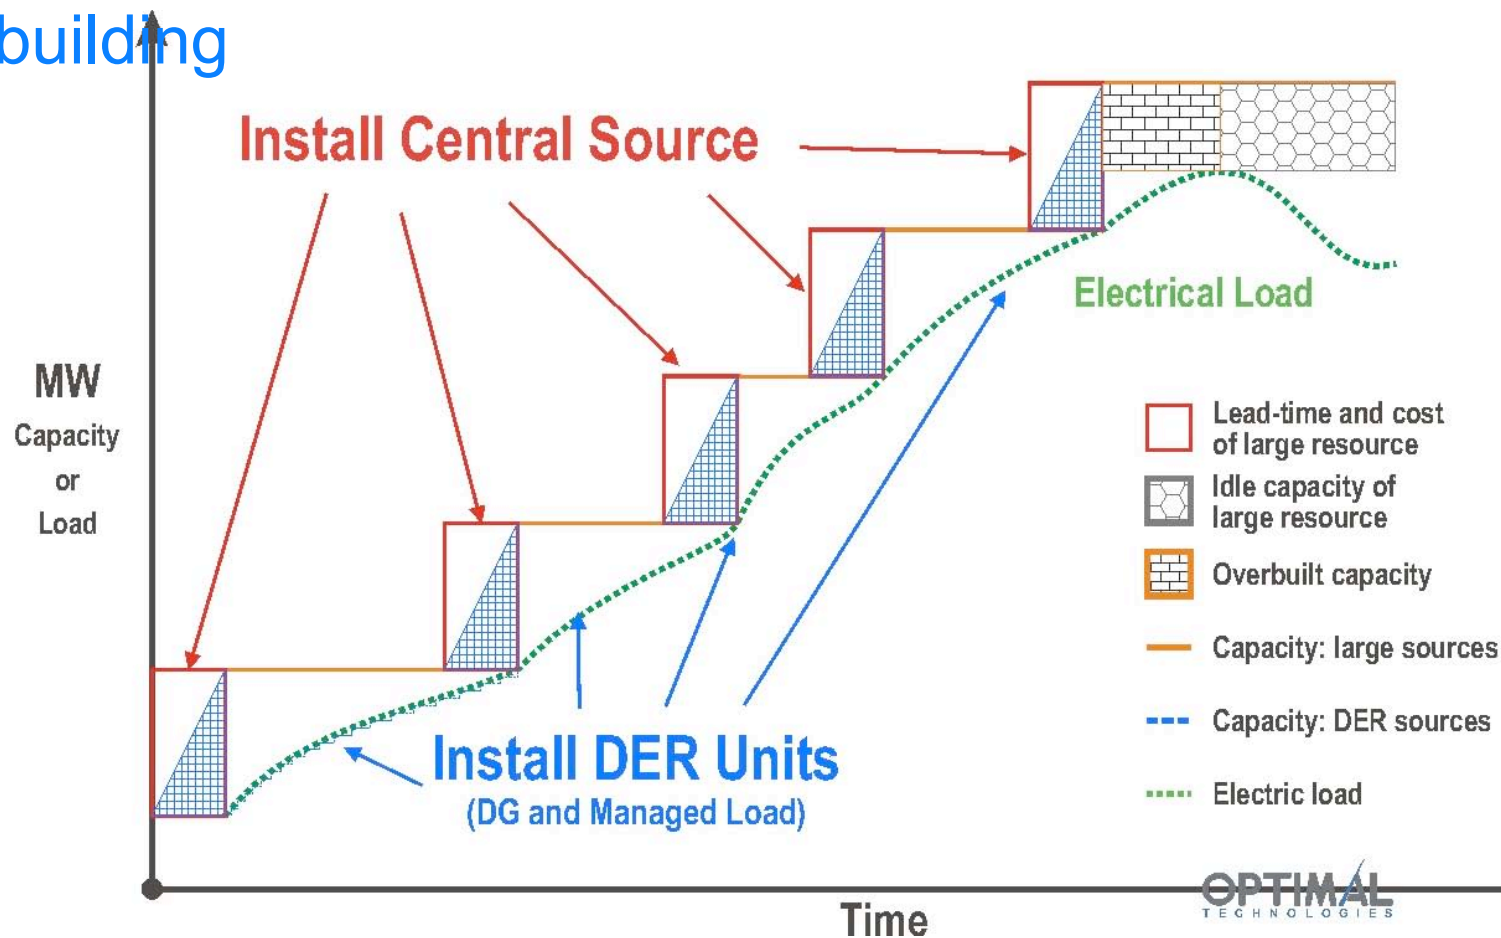 building
Install Central Source
Electrical Load
MW
Capacity
or
Load
Lead-time and cost
of large resource
Idle capacity of
large resource
Overbuilt capacity
Capacity: large sources
Capacity: DER sources
Electric load
Install DER Units
(DG and Managed Load)
Time
OPTIMAL
TECHNOLOGIES